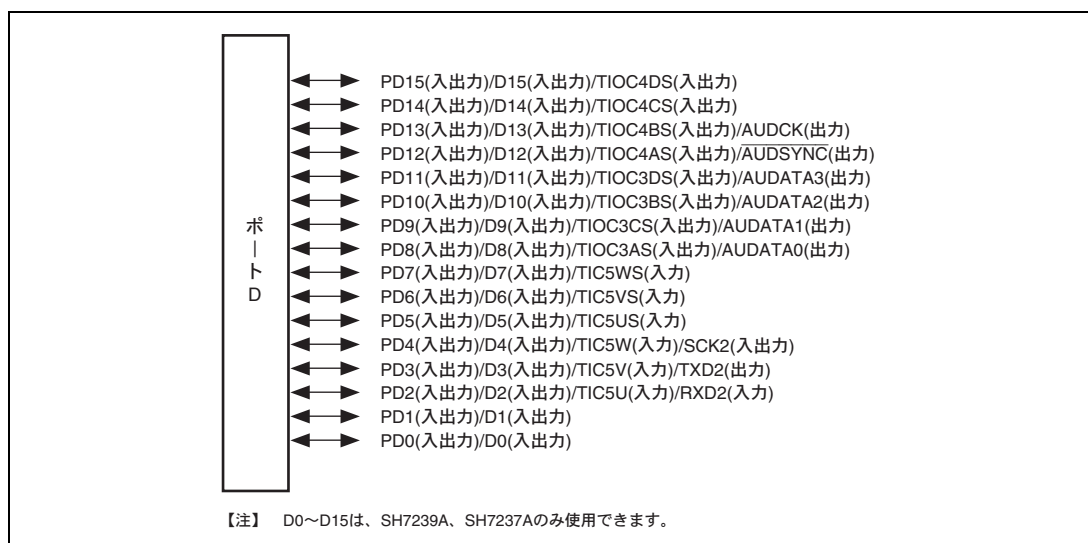 ポートD
PD15(入出力)/D15(入出力)/TIOC4DS(入出力)
PD14(入出力)/D14(入出力)/TIOC4CS(入出力)
PD13(入出力)/D13(入出力)/TIOC4BS(入出力)/AUDCK(出力)
PD12(入出力)/D12(入出力)/TIOC4AS(入出力)/AUDSYNC(出力)
PD11(入出力)/D11(入出力)/TIOC3DS(入出力)/AUDATA3(出力)
PD10(入出力)/D10(入出力)/TIOC3BS(入出力)/AUDATA2(出力)
PD9(入出力)/D9(入出力)/TIOC3CS(入出力)/AUDATA1(出力)
PD8(入出力)/D8(入出力)/TIOC3AS(入出力)/AUDATA0(出力)
PD7(入出力)/D7(入出力)/TIC5WS(入力)
PD6(入出力)/D6(入出力)/TIC5VS(入力)
PD5(入出力)/D5(入出力)/TIC5US(入力)
PD4(入出力)/D4(入出力)/TIC5W(入力)/SCK2(入出力)
PD3(入出力)/D3(入出力)/TIC5V(入力)/TXD2(出力)
PD2(入出力)/D2(入出力)/TIC5U(入力)/RXD2(入力)
PD1(入出力)/D1(入出力)
PD0(入出力)/D0(入出力)
【注】 D0～D15は、SH7239A、SH7237Aのみ使用できます。